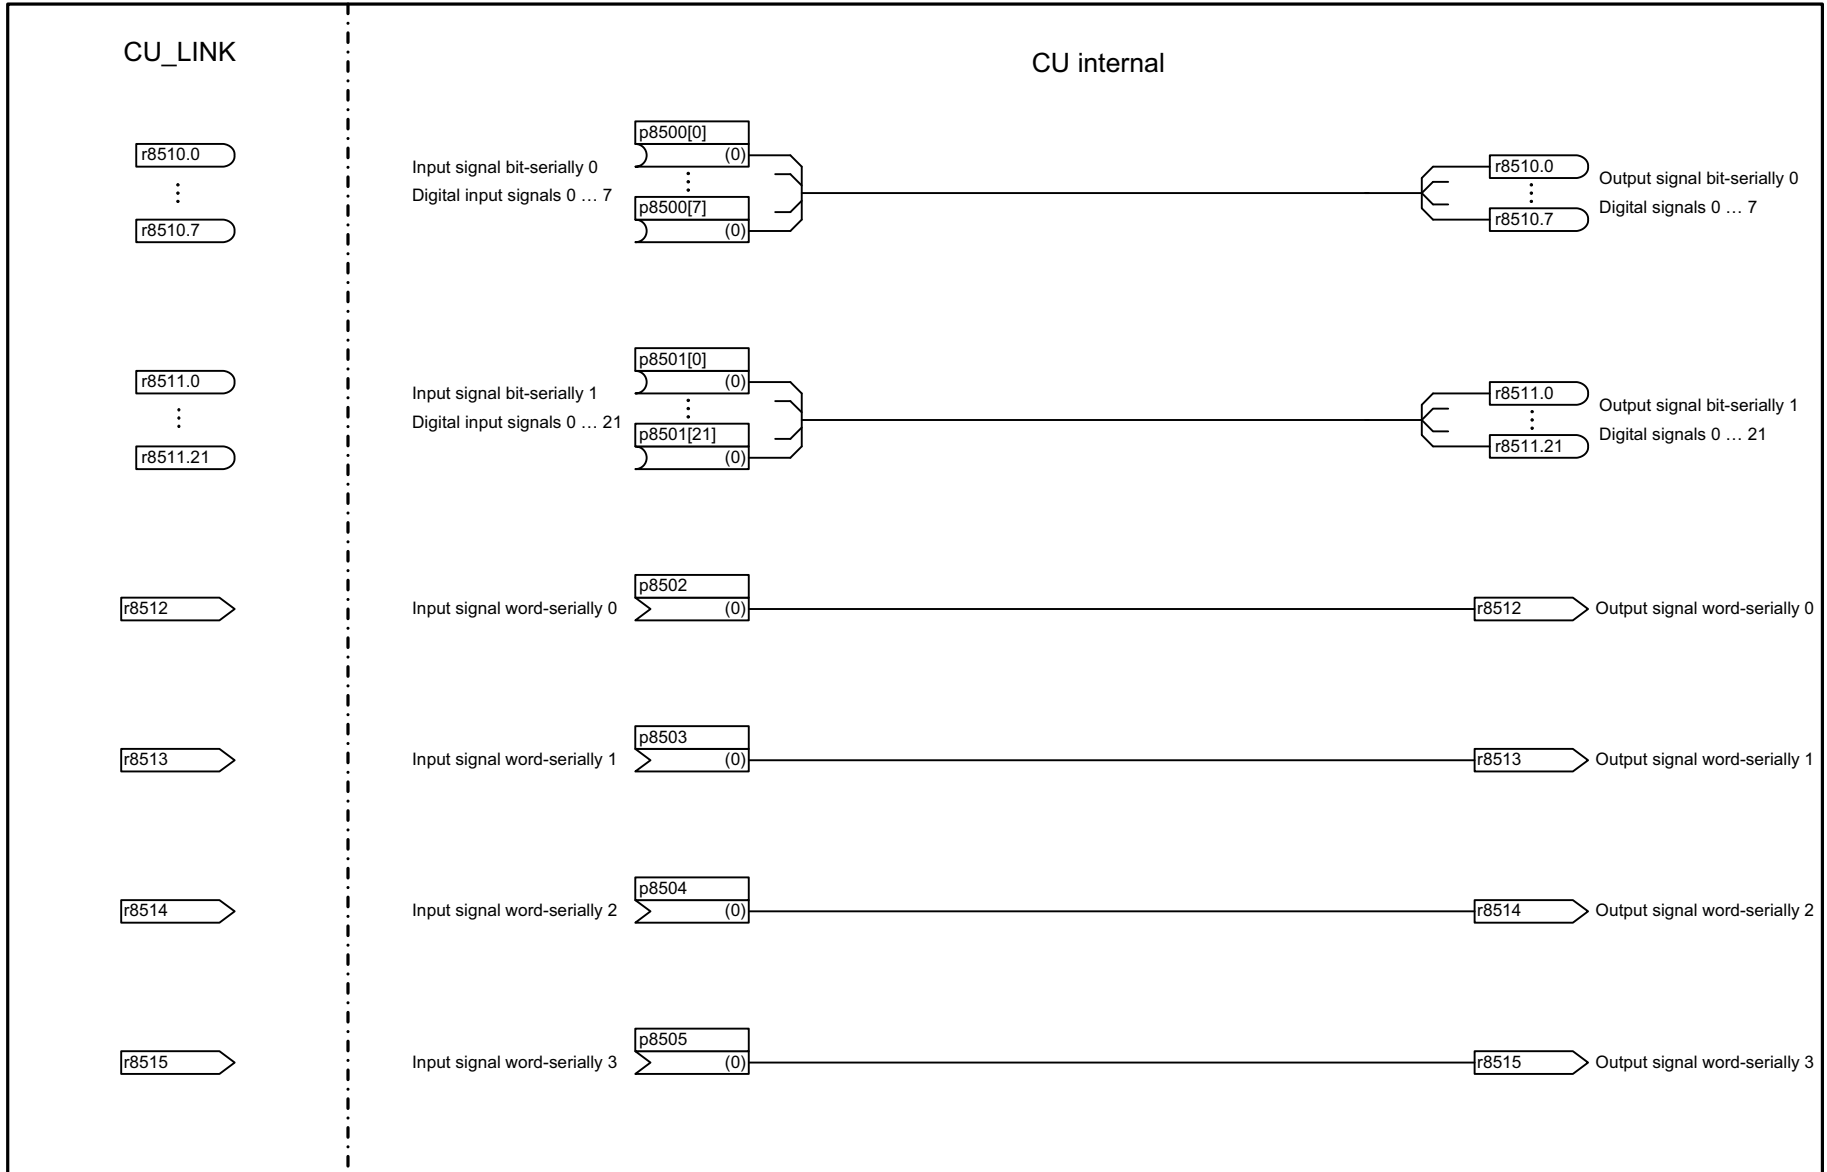 CU_LINK
CU internal
r8510.0
⋮
r8510.7
Input signal bit-serially 0
Digital input signals 0 … 7
p8500[0]
(0)
⋮
p8500[7]
(0)
r8510.0
⋮
r8510.7
Output signal bit-serially 0
Digital signals 0 … 7
r8511.0
⋮
r8511.21
Input signal bit-serially 1
Digital input signals 0 … 21
p8501[0]
(0)
⋮
p8501[21]
(0)
r8511.0
⋮
r8511.21
Output signal bit-serially 1
Digital signals 0 … 21
r8512
Input signal word-serially 0
p8502
(0)
r8512
Output signal word-serially 0
r8513
Input signal word-serially 1
p8503
(0)
r8513
Output signal word-serially 1
r8514
Input signal word-serially 2
p8504
(0)
r8514
Output signal word-serially 2
r8515
Input signal word-serially 3
p8505
(0)
r8515
Output signal word-serially 3